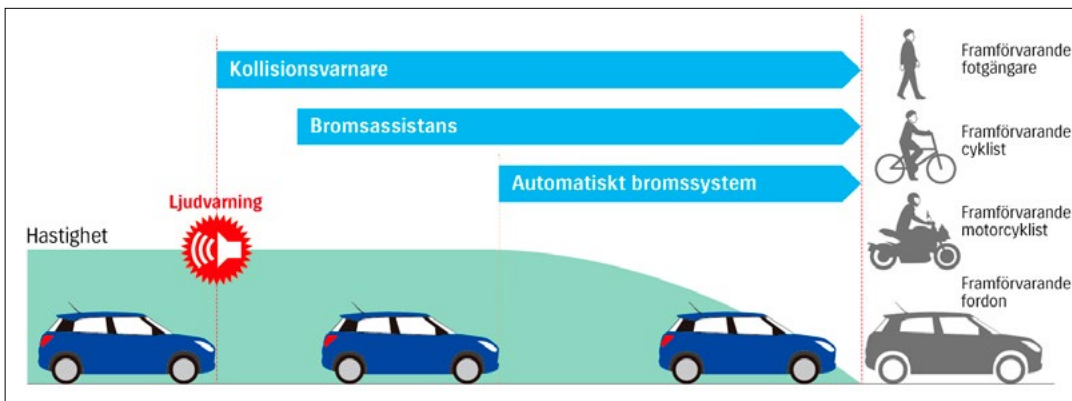 Kollisionsvarnare
Bromsassistans
Automatiskt bromssystem
Ljudvarning
Hastighet
Framförvarande
fotgängare
Framförvarande
cyklist
Framförvarande
motorcyklist
Framförvarande
fordon